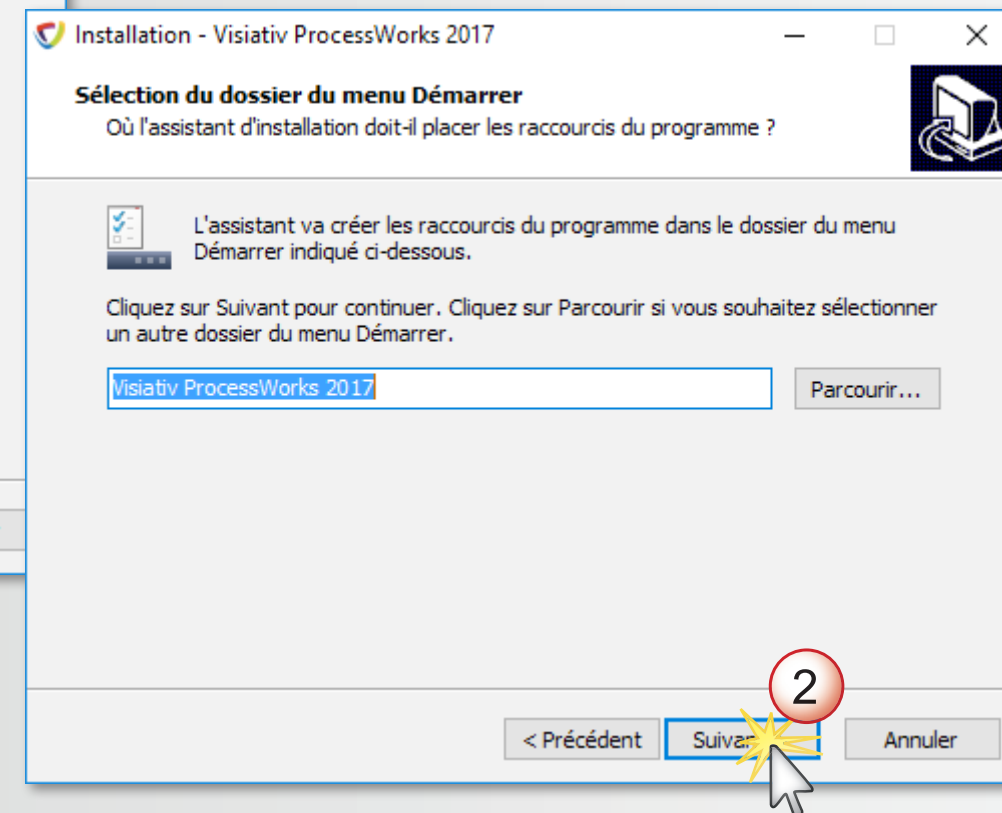 Installation - Visiativ ProcessWorks 2017
Sélection du dossier du menu Démarrer
Où l'assistant d'installation doit-il placer les raccourcis du programme ?
L'assistant va créer les raccourcis du programme dans le dossier du menu
Démarrer indiqué ci-dessous.
Cliquez sur Suivant pour continuer. Cliquez sur Parcourir si vous souhaitez sélectionner
un autre dossier du menu Démarrer.
Visiativ ProcessWorks 2017
Parcourir...
2
< Précédent
Annuler